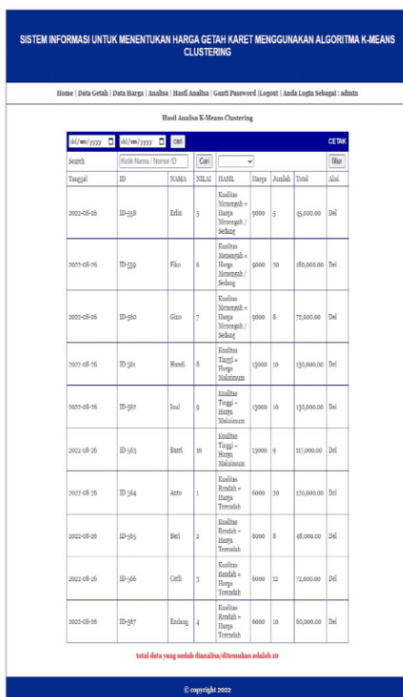 SISTEM INFORMASI UNTUK MENENTUKAN HARGA GETAH KARET MENGGUNAKAN ALGORITMA K-MEANS
CLUSTERING
Home | Data Getah | Data Harga | Analisa | Hasil Analisa | Ganti Password |Logout | Anda Login Sebagai : admin
Hasil Analisa K-Means Clustering
dd/mm/yyyy dd/mm/yyyy cari CETAK
Search Ketik Nama / Nomor ID Cari filter
Tanggal ID NAMA NILAI HASIL Harga Jumlah Total Aksi
2022-08-26 ID-558 Erlin 5 Kualitas Menengah = Harga Menengah / Sedang 9000 5 45,000.00 Del
2022-08-26 ID-559 Fiko 6 Kualitas Menengah = Harga Menengah / Sedang 9000 20 180,000.00 Del
2022-08-26 ID-560 Gino 7 Kualitas Menengah = Harga Menengah / Sedang 9000 8 72,000.00 Del
2022-08-26 ID-561 Hendi 8 Kualitas Tinggi = Harga Maksimum 13000 10 130,000.00 Del
2022-08-26 ID-562 9 Kualitas Tinggi = Harga Maksimum 13000 10 130,000.00 Del
2022-08-26 ID-563 Basri 10 Kualitas Tinggi = Harga Maksimum 13000 9 117,000.00 Del
2022-08-26 ID-564 Anto 1 Kualitas Rendah = Harga Terendah 6000 20 120,000.00 Del
2022-08-26 ID-565 Beri 2 Kualitas Rendah = Harga Terendah 6000 8 48,000.00 Del
2022-08-26 ID-566 3 Kualitas Rendah = Harga Terendah 6000 12 72,000.00 Del
2022-08-26 ID-567 Endang 4 Kualitas Rendah = Harga Terendah 6000 10 60,000.00 Del
total data yang sudah dianalisa/ditemukan adalah 10
© copyright 2022